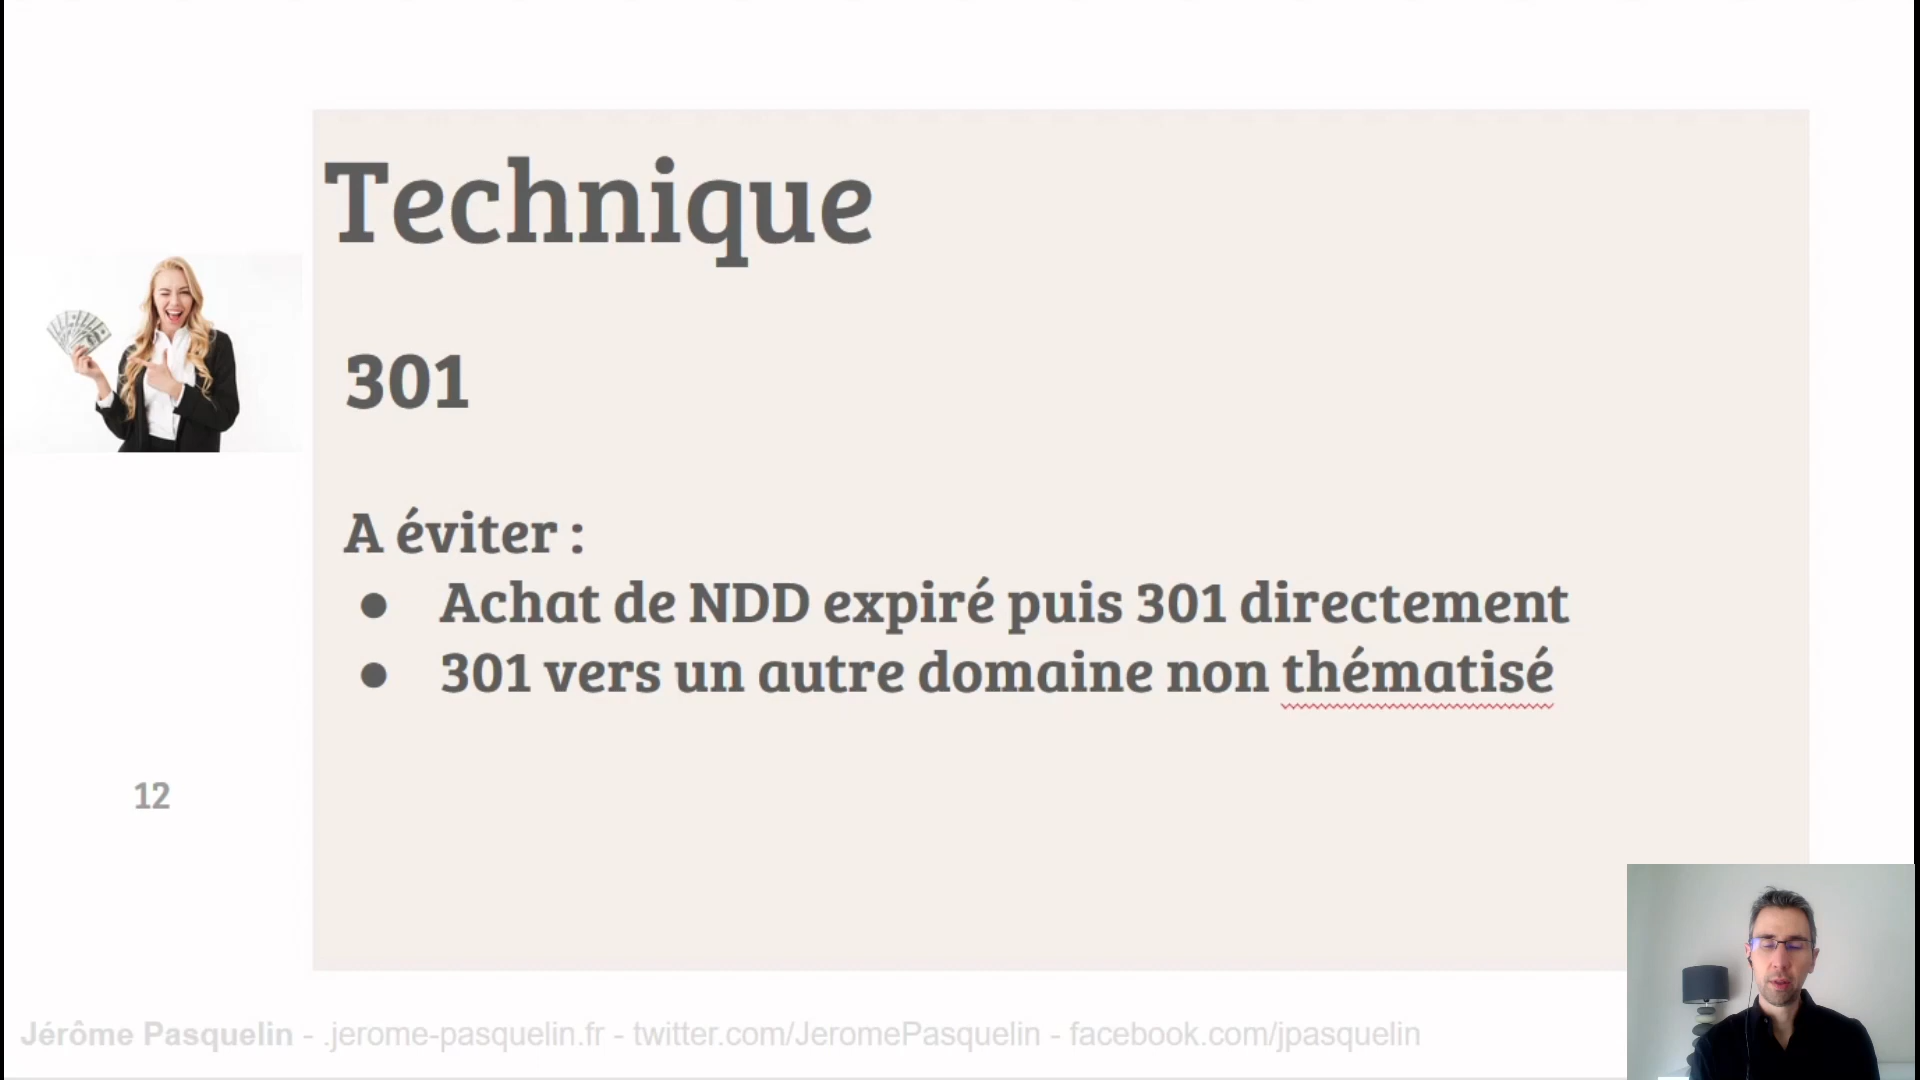 Technique
301
A éviter :
● Achat de NDD expiré puis 301 directement
● 301 vers un autre domaine non thématisé
12
Jérôme Pasquelin - .jerome-pasquelin.fr - twitter.com/JeromePasquelin - facebook.com/jpasquelin